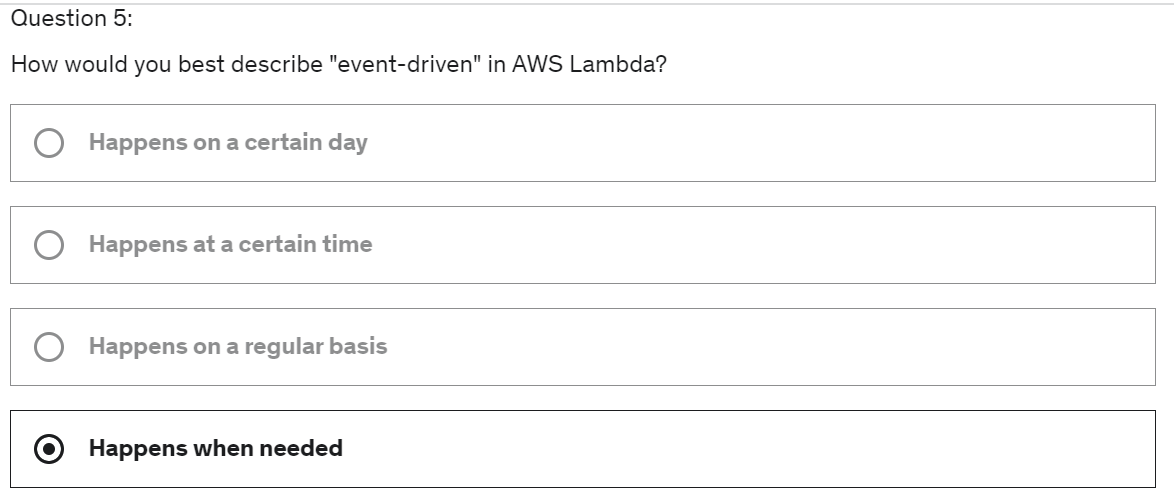 Question 5:
How would you best describe "event-driven" in AWS Lambda?
Happens on a certain day
Happens at a certain time
Happens on a regular basis
Happens when needed